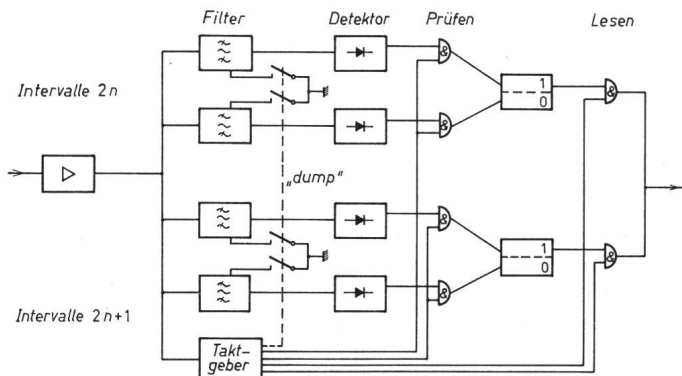 Filter
Detektor
Prüfen
Lesen
Intervalle 2n
1
0
&
&
&
„dump"
&
&
&
1
0
Intervalle 2n+1
Takt-
geber